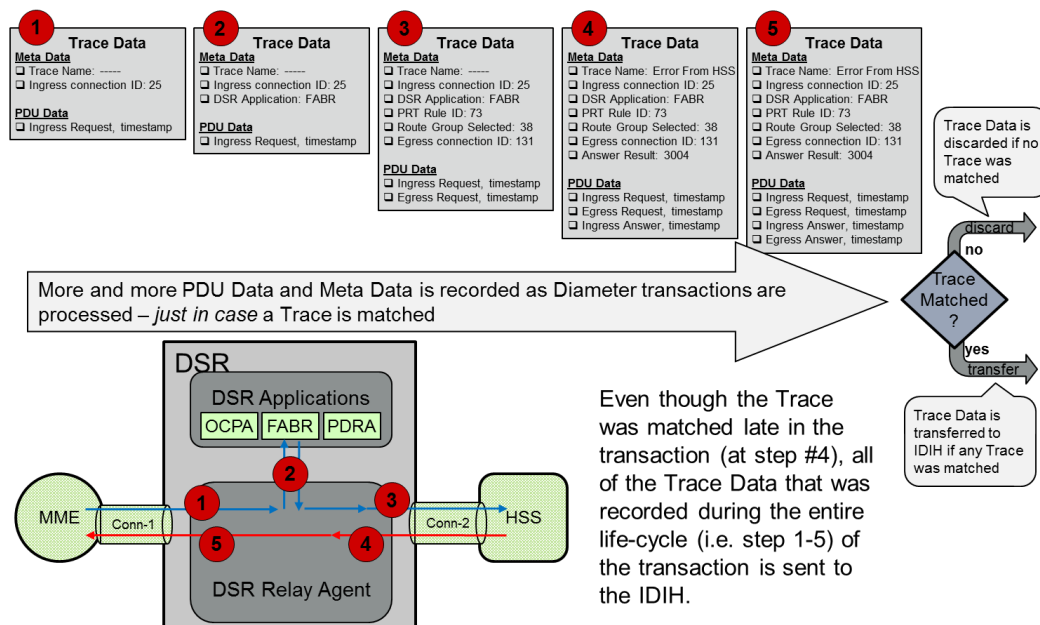 1
Trace Data
Meta Data
❑ Trace Name: -----
❑ Ingress connection ID: 25
PDU Data
❑ Ingress Request, timestamp
2
Trace Data
Meta Data
❑ Trace Name: -----
❑ Ingress connection ID: 25
❑ DSR Application: FABR
PDU Data
❑ Ingress Request, timestamp
3
Trace Data
Meta Data
❑ Trace Name: -----
❑ Ingress connection ID: 25
❑ DSR Application: FABR
❑ PRT Rule ID: 73
❑ Route Group Selected: 38
❑ Egress connection ID: 131
PDU Data
❑ Ingress Request, timestamp
❑ Egress Request, timestamp
4
Trace Data
Meta Data
❑ Trace Name: Error From HSS
❑ Ingress connection ID: 25
❑ DSR Application: FABR
❑ PRT Rule ID: 73
❑ Route Group Selected: 38
❑ Egress connection ID: 131
❑ Answer Result: 3004
PDU Data
❑ Ingress Request, timestamp
❑ Egress Request, timestamp
❑ Ingress Answer, timestamp
5
Trace Data
Meta Data
❑ Trace Name: Error From HSS
❑ Ingress connection ID: 25
❑ DSR Application: FABR
❑ PRT Rule ID: 73
❑ Route Group Selected: 38
❑ Egress connection ID: 131
❑ Answer Result: 3004
PDU Data
❑ Ingress Request, timestamp
❑ Egress Request, timestamp
❑ Ingress Answer, timestamp
❑ Egress Answer, timestamp
Trace Data is
discarded if no
Trace was
matched
discard
no
Trace
Matched
?
yes
transfer
Trace Data is
transferred to
IDIH if any Trace
was matched
More and more PDU Data and Meta Data is recorded as Diameter transactions are
processed – just in case a Trace is matched
DSR
DSR Applications
OCPA
FABR
PDRA
2
1
3
MME
Conn-1
Conn-2
HSS
5
4
DSR Relay Agent
Even though the Trace
was matched late in the
transaction (at step #4), all
of the Trace Data that was
recorded during the entire
life-cycle (i.e. step 1-5) of
the transaction is sent to
the IDIH.